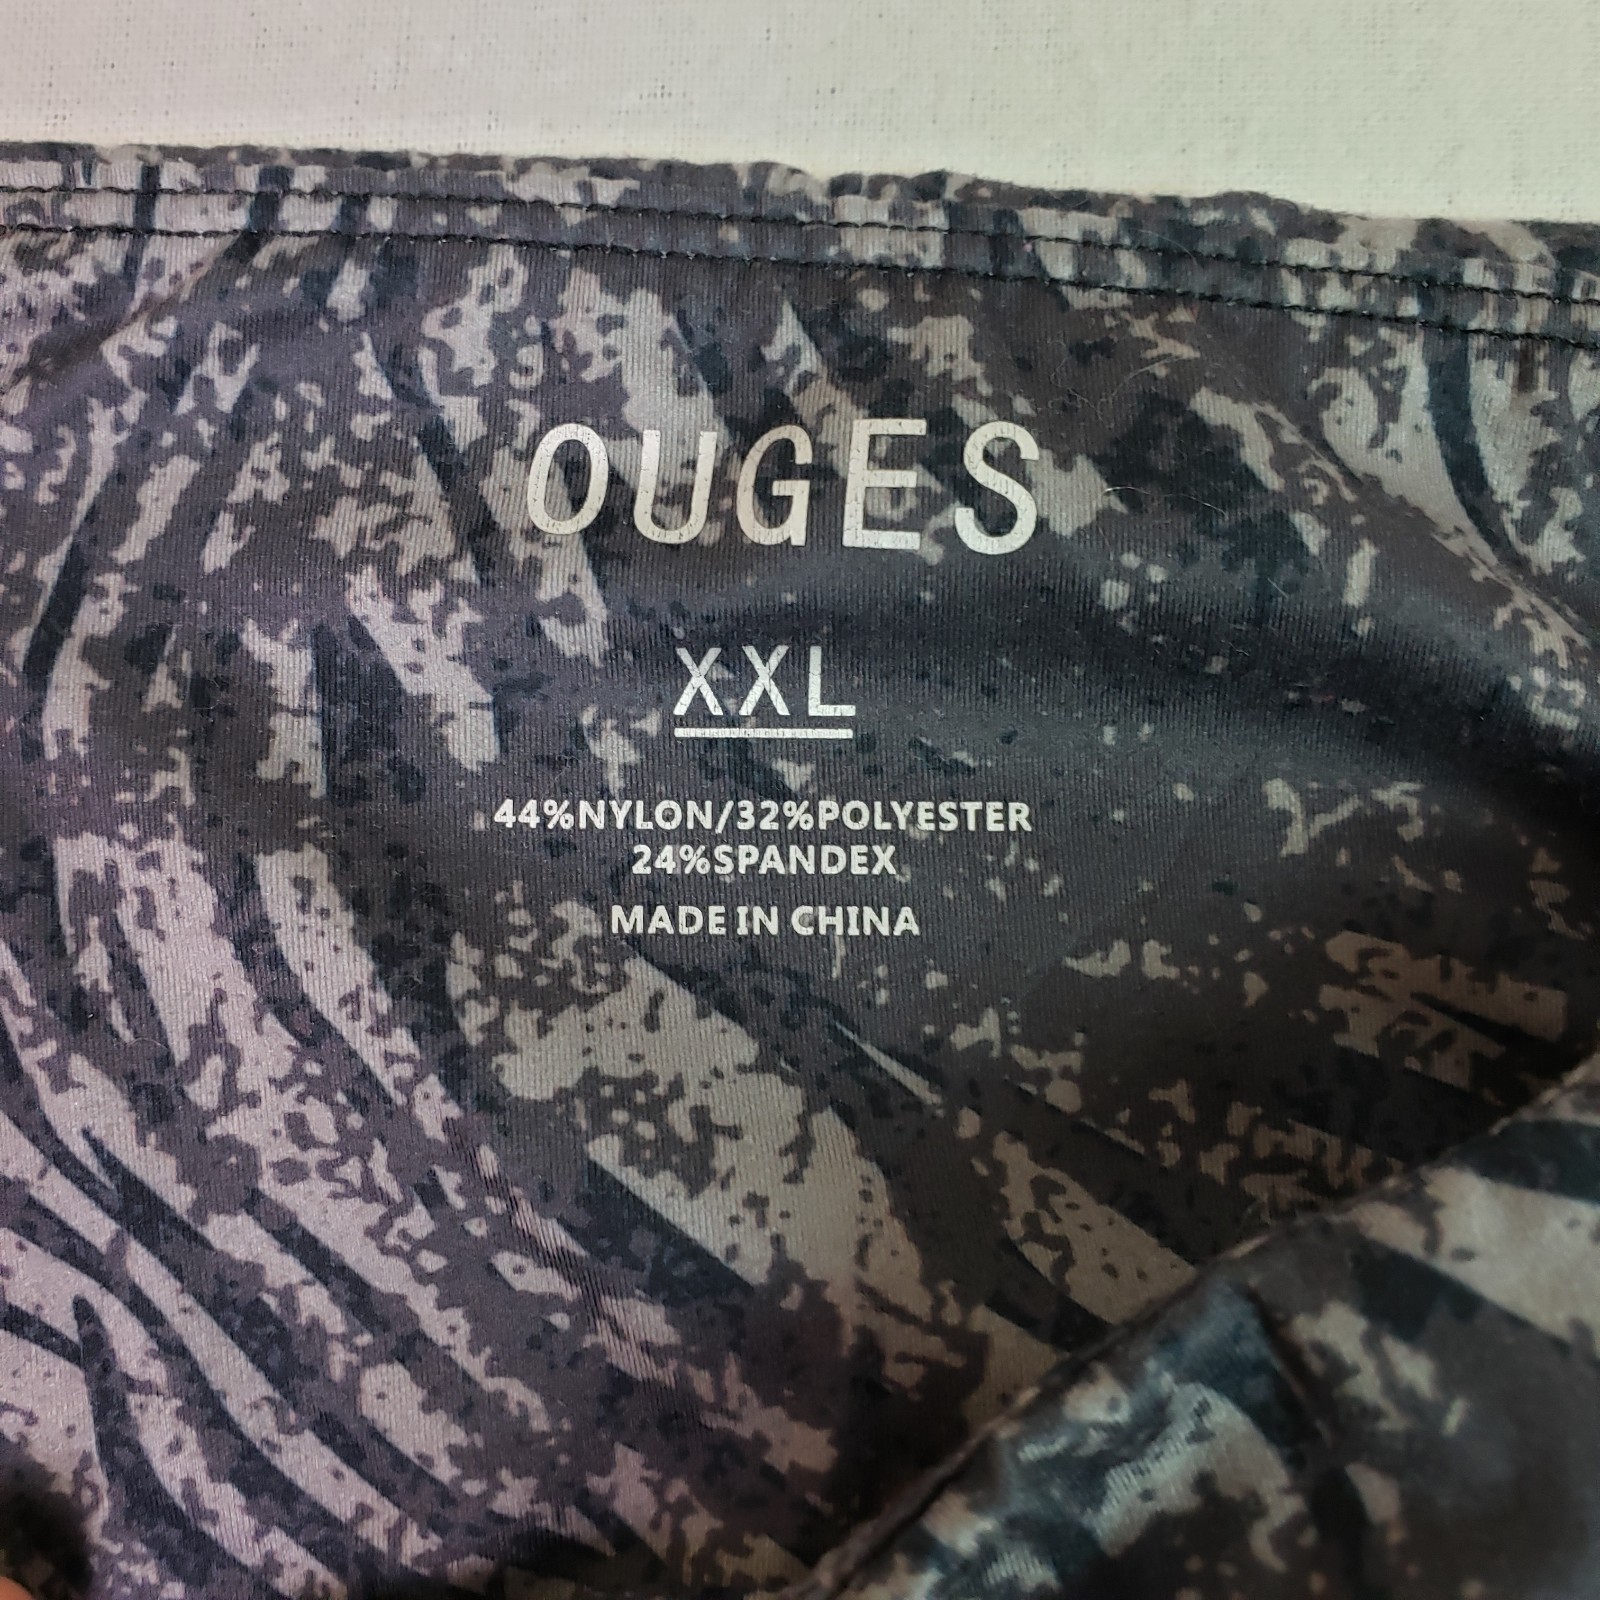 OUGES
XXL
44%NYLON/32%POLYESTER
24%SPANDEX
MADE IN CHINA